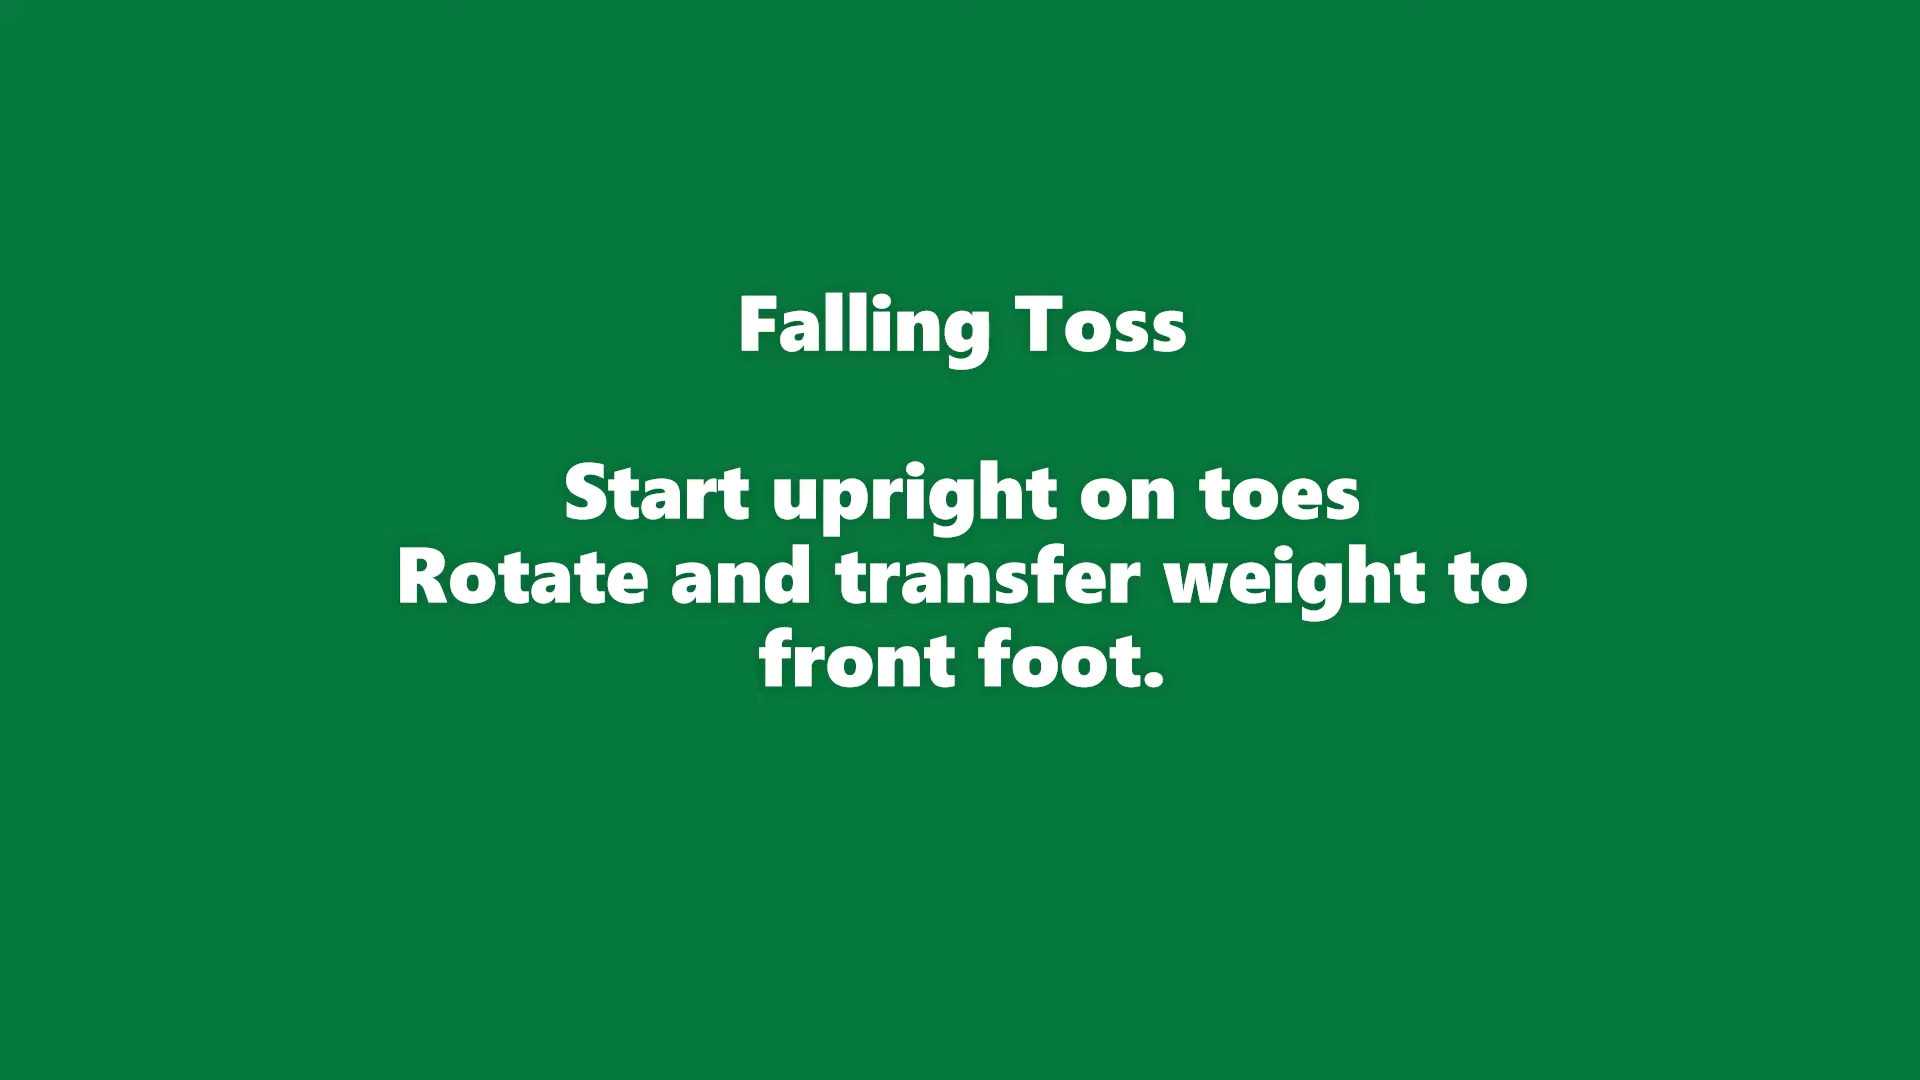 Falling Toss
Start upright on toes
Rotate and transfer weight to
front foot.